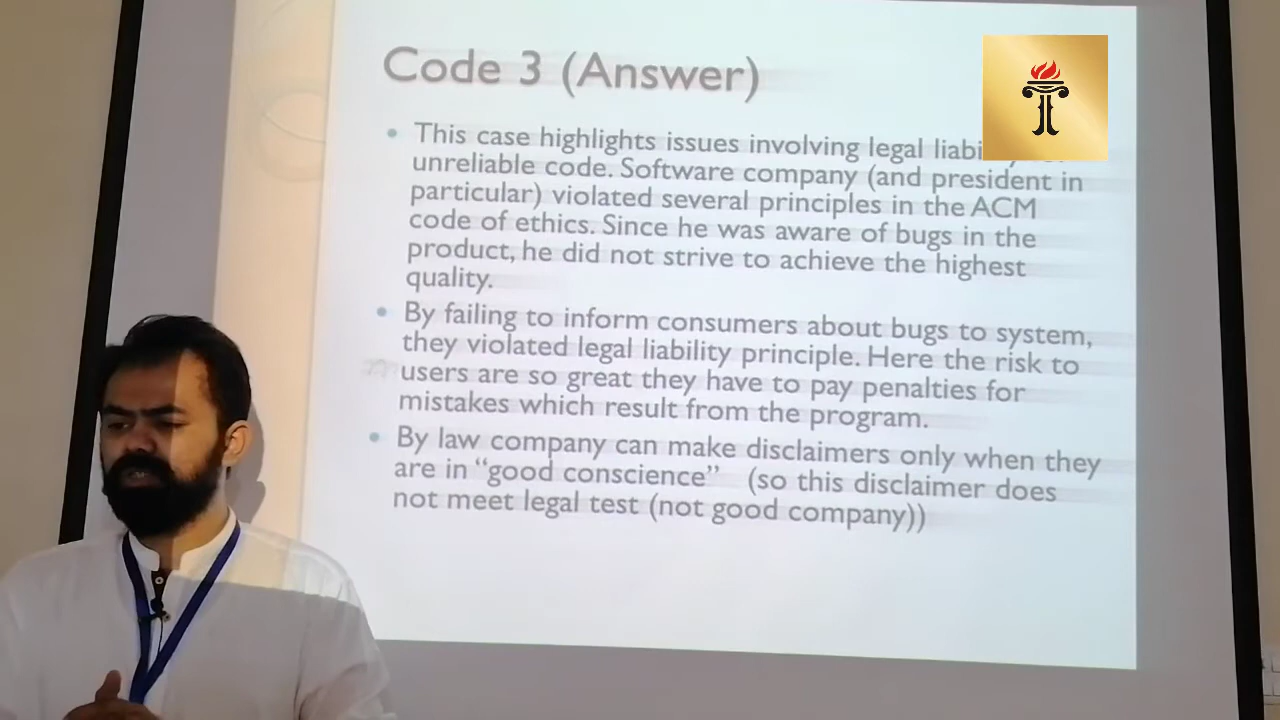 Code 3 (Answer)
• This case highlights issues involving legal
unreliable code. Software company (and president in
particular) violated several principles in the ACM
code of ethics. Since he was aware of bugs in the
product, he did not strive to achieve the highest
quality.
• By failing to inform consumers about bugs to system,
they violated legal liability principle. Here the risk to
users are so great they have to pay penalties for
mistakes which result from the program.
• By law company can make disclaimers only when they
are in “good conscience” (so this disclaimer does
not meet legal test (not good company))